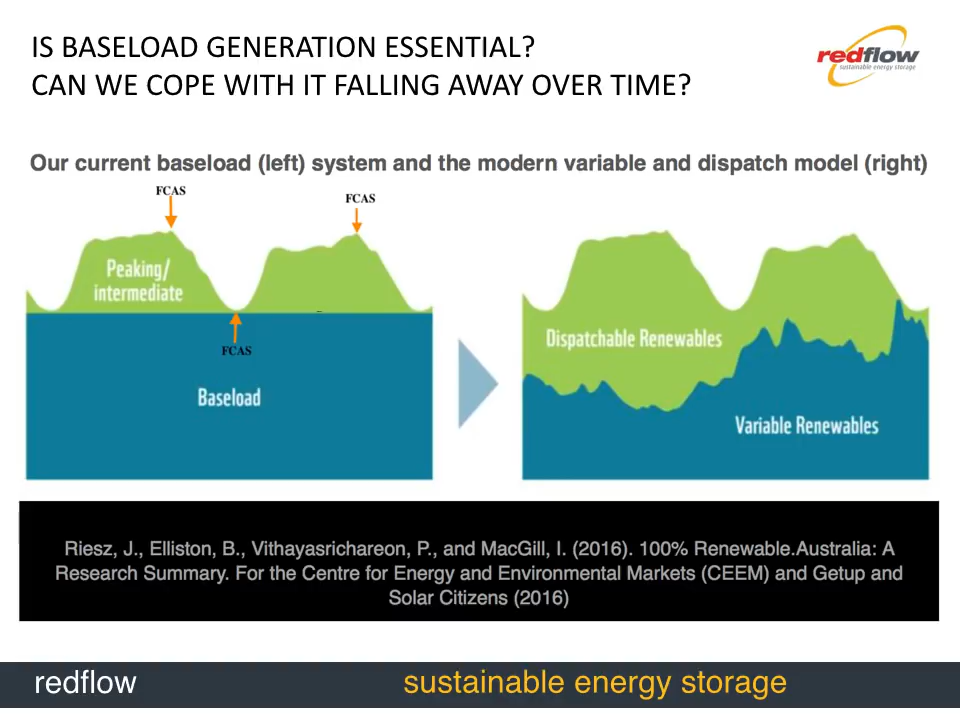 IS BASELOAD GENERATION ESSENTIAL?
CAN WE COPE WITH IT FALLING AWAY OVER TIME?
redflow
sustainable energy storage
Our current baseload (left) system and the modern variable and dispatch model (right)
FCAS
FCAS
Peaking/
intermediate
FCAS
Baseload
Dispatchable Renewables
Variable Renewables
Riesz, J., Elliston, B., Vithayasrichareon, P., and MacGill, I. (2016). 100% Renewable.Australia: A
Research Summary. For the Centre for Energy and Environmental Markets (CEEM) and Getup and
Solar Citizens (2016)
redflow
sustainable energy storage